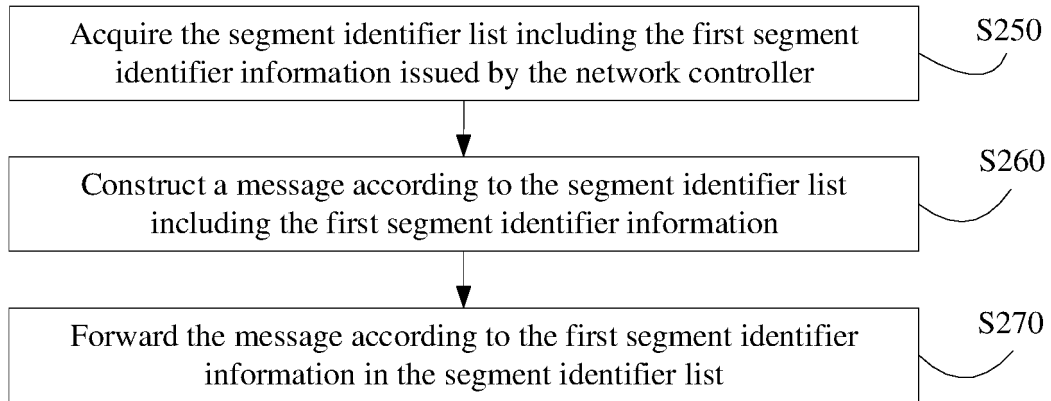 Acquire the segment identifier list including the first segment
identifier information issued by the network controller
S250
Construct a message according to the segment identifier list
including the first segment identifier information
S260
Forward the message according to the first segment identifier
information in the segment identifier list
S270